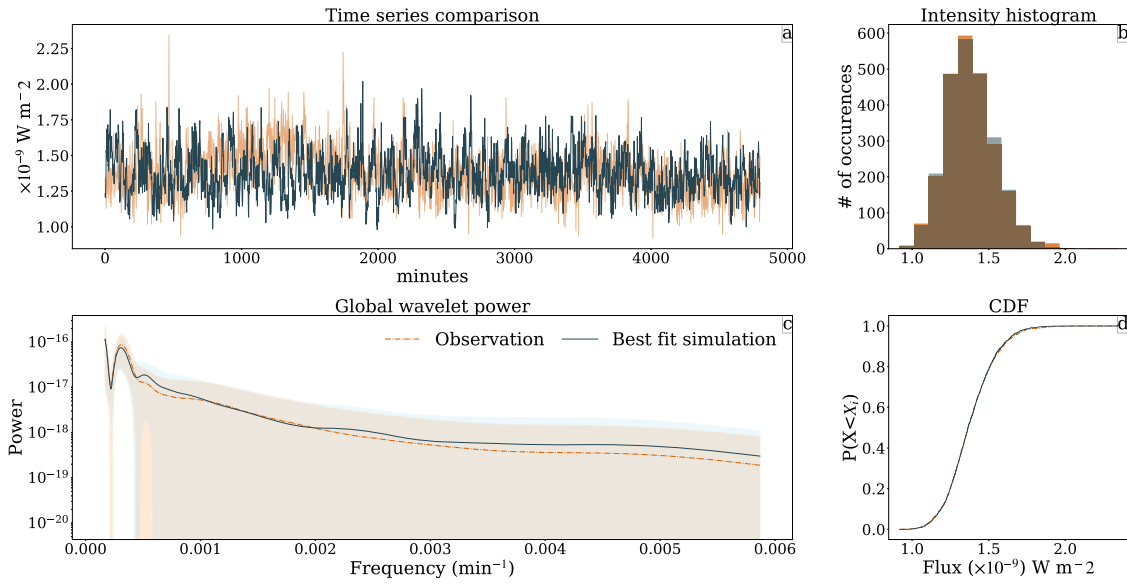 Time series comparison
a
2.25
2.00
1.75
1.50
1.25
1.00
×10−9 W m − 2
0
1000
2000
3000
4000
5000
minutes
Intensity histogram
b
600
500
400
300
200
100
0
# of occurences
1.0
1.5
2.0
Global wavelet power
c
Observation
Best fit simulation
10−16
10−17
10−18
10−19
10−20
Power
0.000
0.001
0.002
0.003
0.004
0.005
0.006
Frequency (min−1)
CDF
d
1.0
0.8
0.6
0.4
0.2
0.0
P(X<Xi)
1.0
1.5
2.0
Flux (×10−9) W m − 2